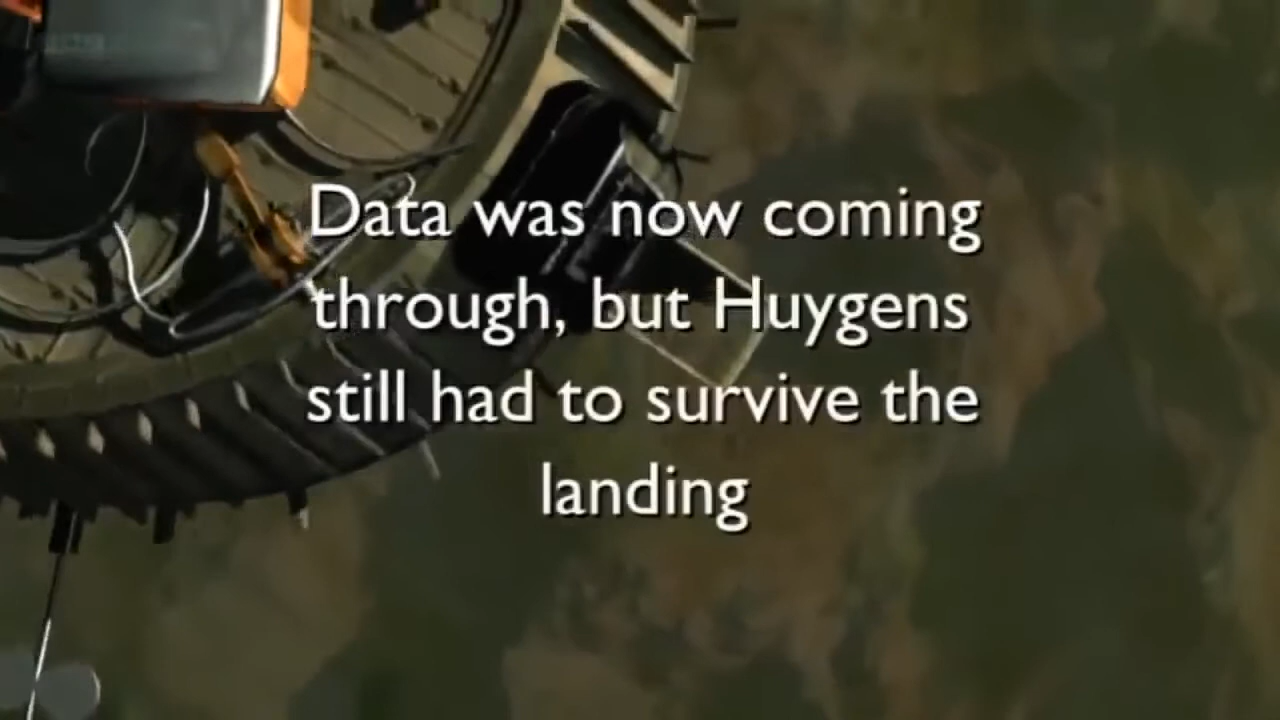 Data was now coming
through, but Huygens
still had to survive the
landing